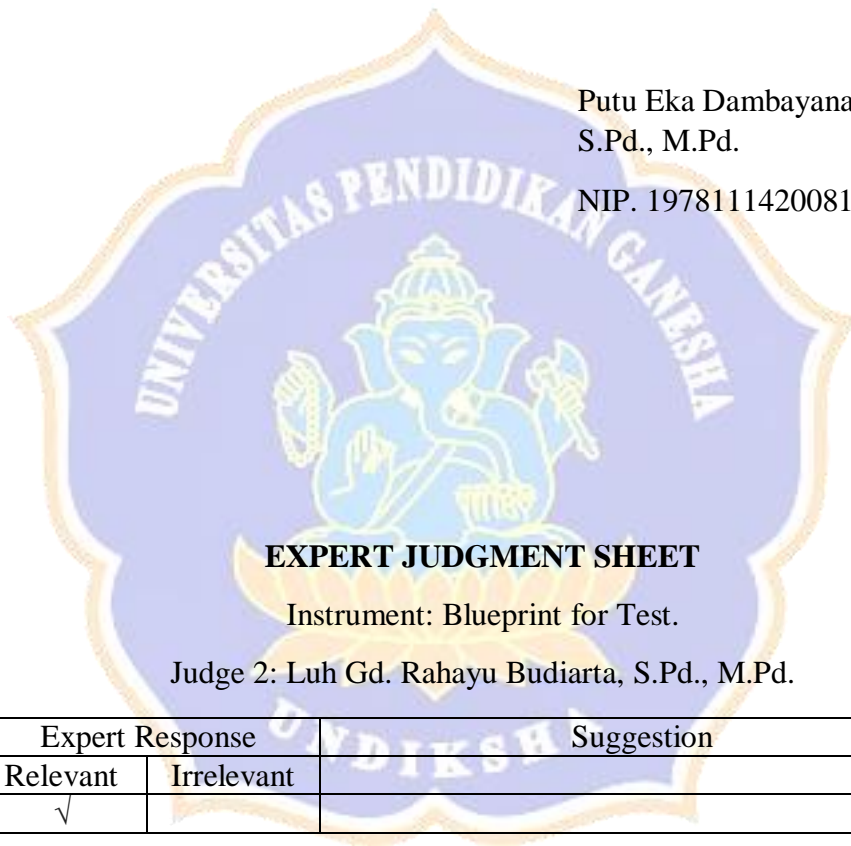 Putu Eka Dambayana
S.Pd., M.Pd.
NIP. 1978111420081
UNIVERSITAS PENDIDIKAN GANESHA
EXPERT JUDGMENT SHEET
Instrument: Blueprint for Test.
Judge 2: Luh Gd. Rahayu Budiarta, S.Pd., M.Pd.
Expert Response Suggestion
Relevant Irrelevant
√
UNDIKSHA